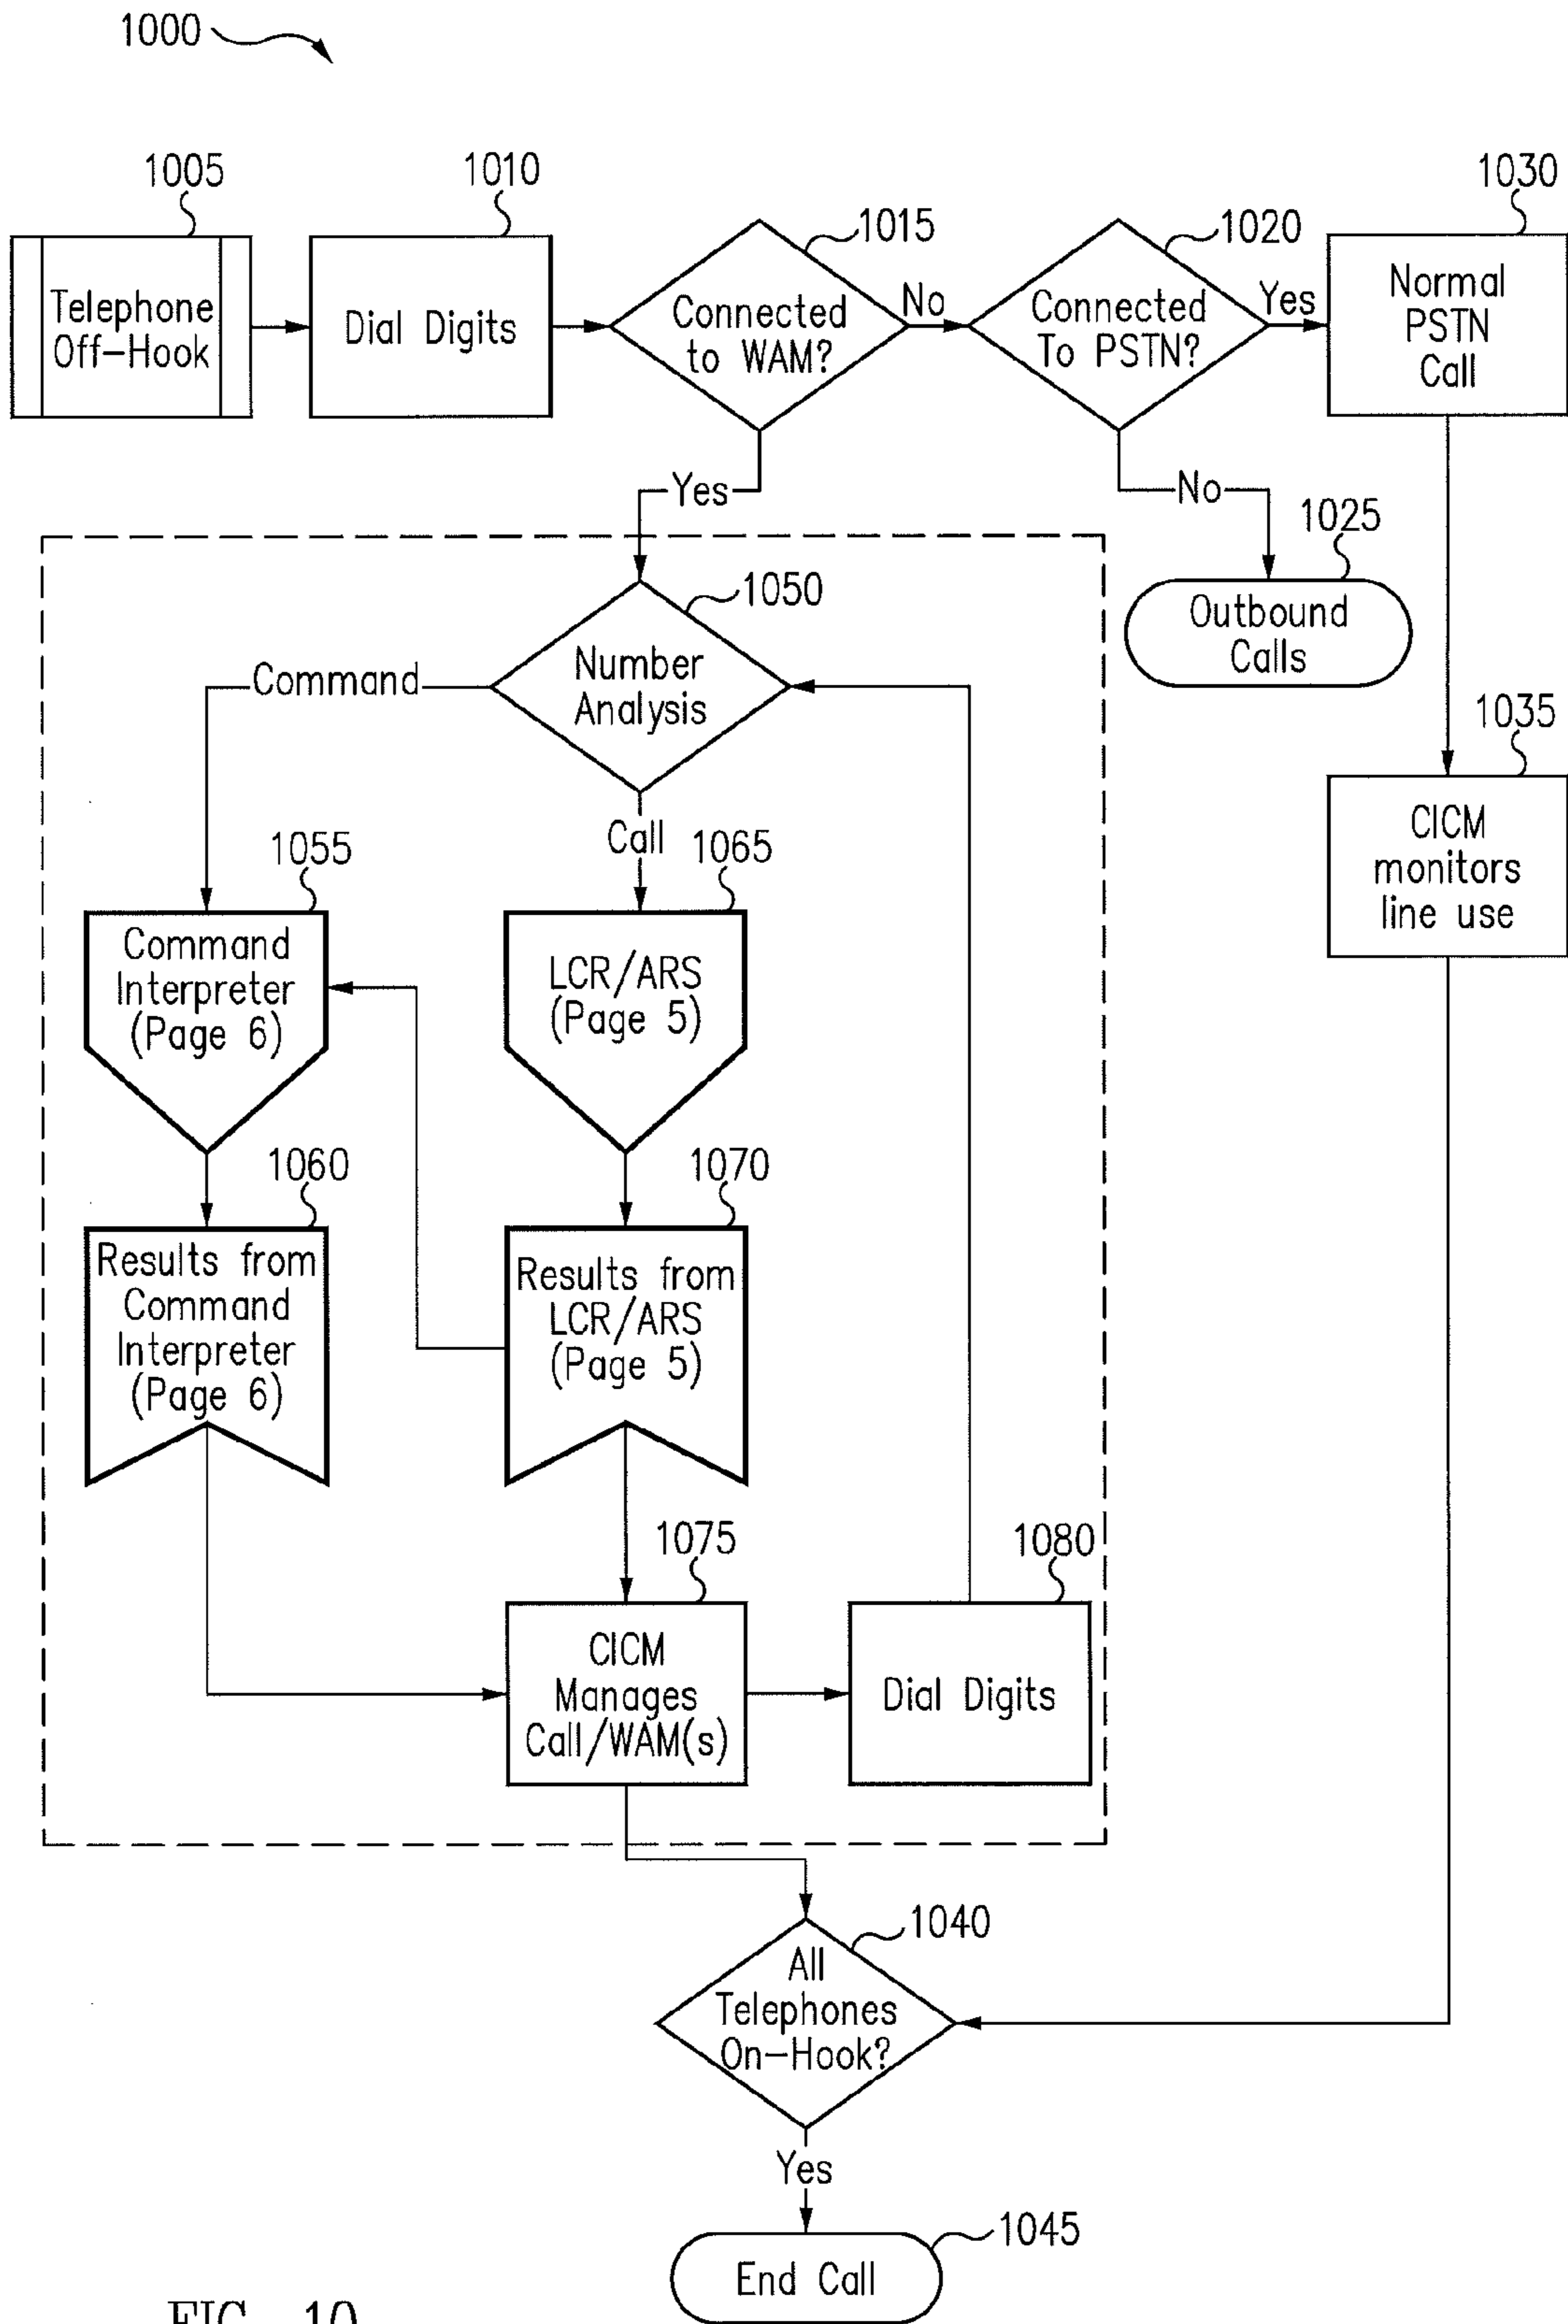 1000
1005
1010
1015
1020
1030
Telephone
Off-Hook
Dial Digits
Connected
to WAM?
No
Connected
To PSTN?
Yes
Normal
PSTN
Call
Yes
No
1025
Outbound
Calls
1050
Number
Analysis
Command
Call
1035
CICM
monitors
line use
1055
Command
Interpreter
(Page 6)
1065
LCR/ARS
(Page 5)
1060
Results from
Command
Interpreter
(Page 6)
1070
Results from
LCR/ARS
(Page 5)
1075
CICM
Manages
Call/WAM(s)
1080
Dial Digits
1040
All
Telephones
On-Hook?
Yes
1045
End Call
FIG. 10